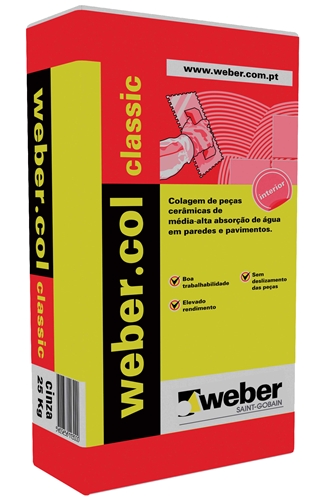 www.weber.com.pt
weber.col
classic
interior
Colagem de peças
cerâmicas de
média-alta absorção de água
em paredes e pavimentos.
Boa
trabalhabilidade
Elevado
rendimento
Sem
deslizamento
das peças
weber
SAINT-GOBAIN
weber.col
classic
cinza
25 Kg